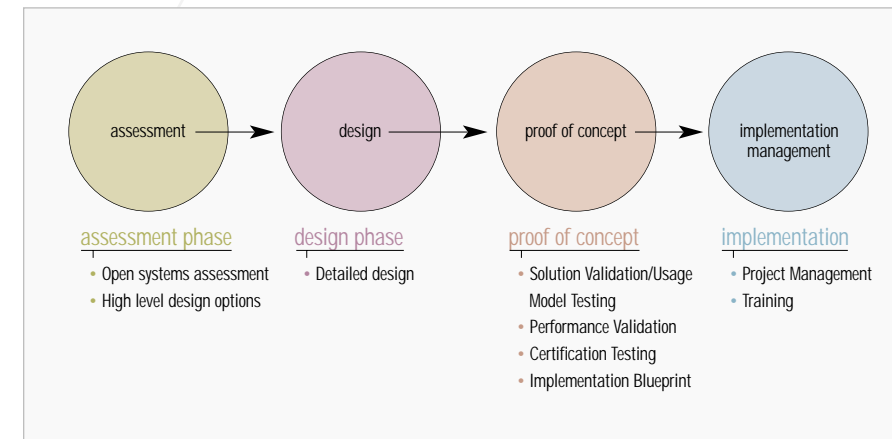 assessment
design
proof of concept
implementation
management
assessment phase
• Open systems assessment
• High level design options
design phase
• Detailed design
proof of concept
• Solution Validation/Usage
Model Testing
• Performance Validation
• Certification Testing
• Implementation Blueprint
implementation
• Project Management
• Training